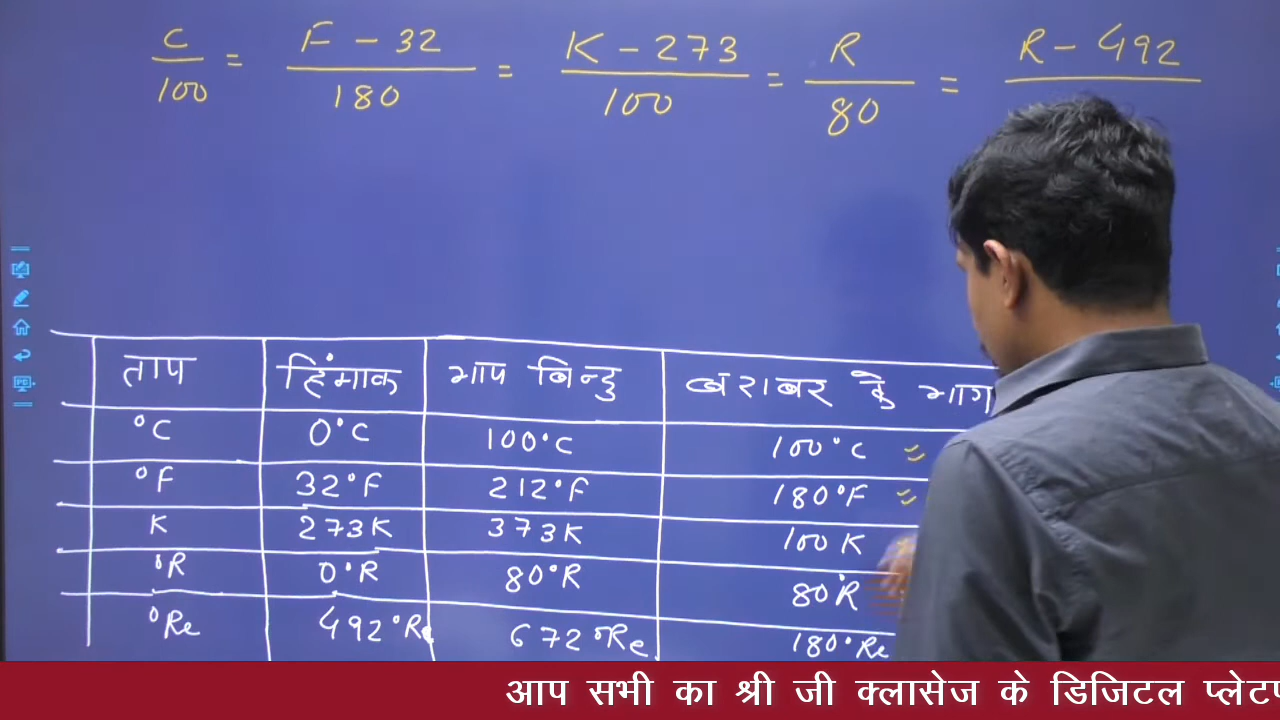 C/100 = F - 32/180 = K - 273/100 = R/80 = R - 492
ताप हिंमाक भाप बिन्दु बराबर के भाग
°C 0°C 100°C 100°C =
°F 32°F 212°F 180°F =
K 273K 373K 100K
°R 0°R 80°R 80°R
°Re 492°Re 672°Re 180°Re
आप सभी का श्री जी क्लासेज के डिजिटल